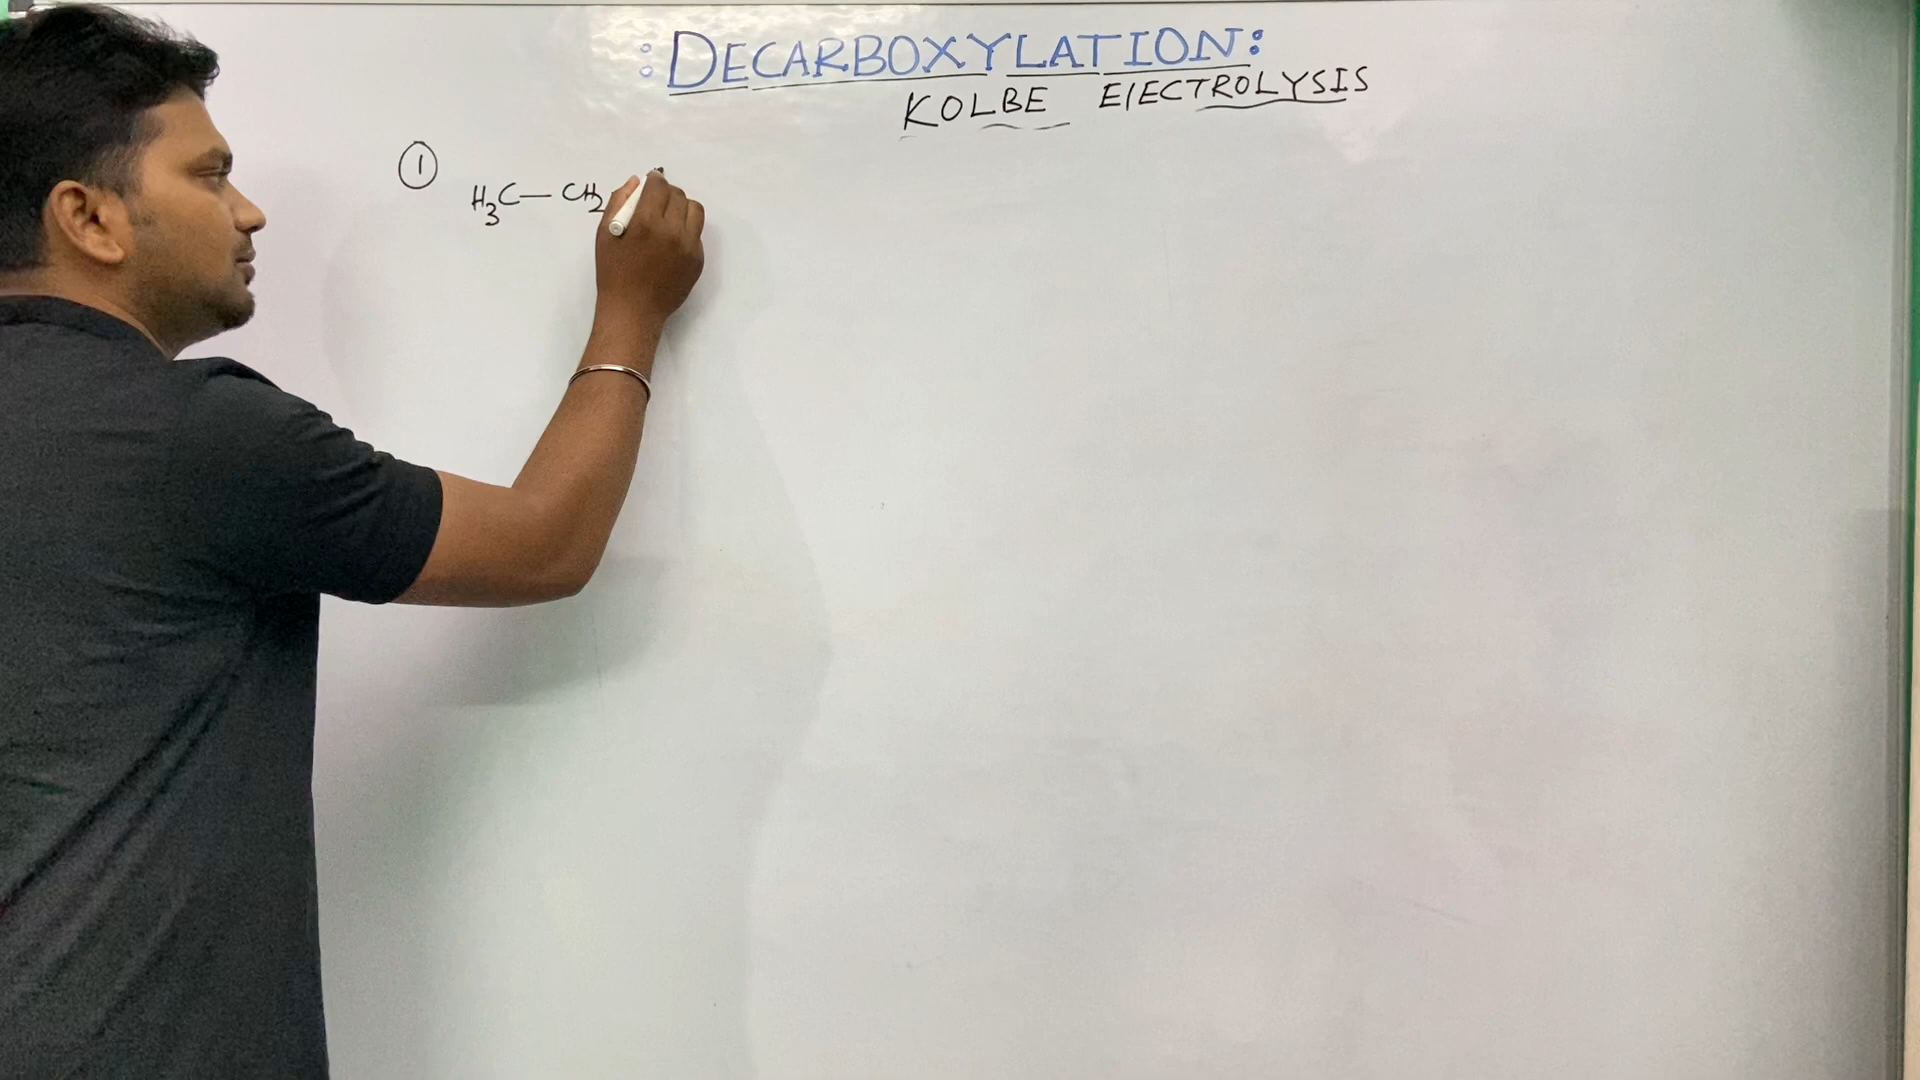 : DECARBOXYLATION:
KOLBE ElECTROLYSIS
① H₃C — CH₂